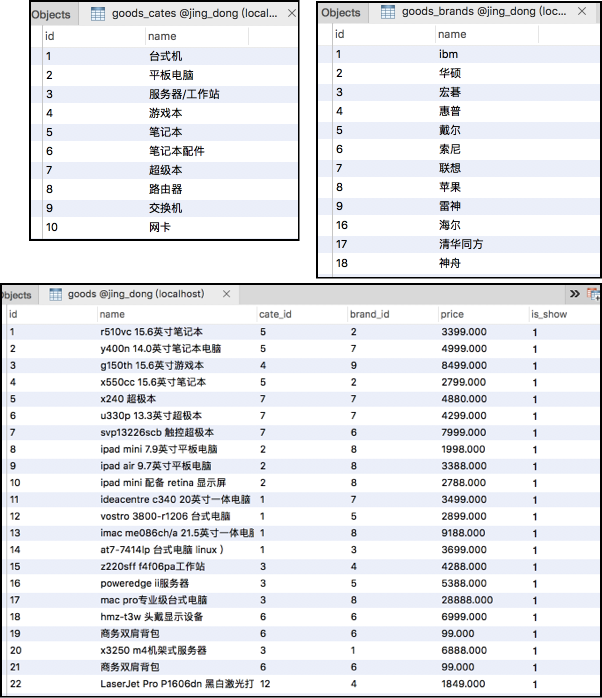 Objects goods_cates @jing_dong (local...
id name
1 台式机
2 平板电脑
3 服务器/工作站
4 游戏本
5 笔记本
6 笔记本配件
7 超级本
8 路由器
9 交换机
10 网卡
Objects goods_brands @jing_dong (loc...
id name
1 ibm
2 华硕
3 宏碁
4 惠普
5 戴尔
6 索尼
7 联想
8 苹果
9 雷神
16 海尔
17 清华同方
18 神舟
Objects goods @jing_dong (localhost)
id name cate_id brand_id price is_show
1 r510vc 15.6英寸笔记本 5 2 3399.000 1
2 y400n 14.0英寸笔记本电脑 5 7 4999.000 1
3 g150th 15.6英寸游戏本 4 9 8499.000 1
4 x550cc 15.6英寸笔记本 5 2 2799.000 1
5 x240 超极本 7 7 4880.000 1
6 u330p 13.3英寸超极本 7 7 4299.000 1
7 svp13226scb 触控超极本 7 6 7999.000 1
8 ipad mini 7.9英寸平板电脑 2 8 1998.000 1
9 ipad air 9.7英寸平板电脑 2 8 3388.000 1
10 ipad mini 配备 retina 显示屏 2 8 2788.000 1
11 ideacentre c340 20英寸一体电脑 1 7 3499.000 1
12 vostro 3800-r1206 台式电脑 1 5 2899.000 1
13 imac me086ch/a 21.5英寸一体电脑 1 8 9188.000 1
14 at7-7414lp 台式电脑 linux ) 1 3 3699.000 1
15 z220sff f4f06pa工作站 3 4 4288.000 1
16 poweredge ii服务器 3 5 5388.000 1
17 mac pro专业级台式电脑 3 8 28888.000 1
18 hmz-t3w 头戴显示设备 6 6 6999.000 1
19 商务双肩背包 6 6 99.000 1
20 x3250 m4机架式服务器 3 1 6888.000 1
21 商务双肩背包 6 6 99.000 1
22 LaserJet Pro P1606dn 黑白激光打 12 4 1849.000 1